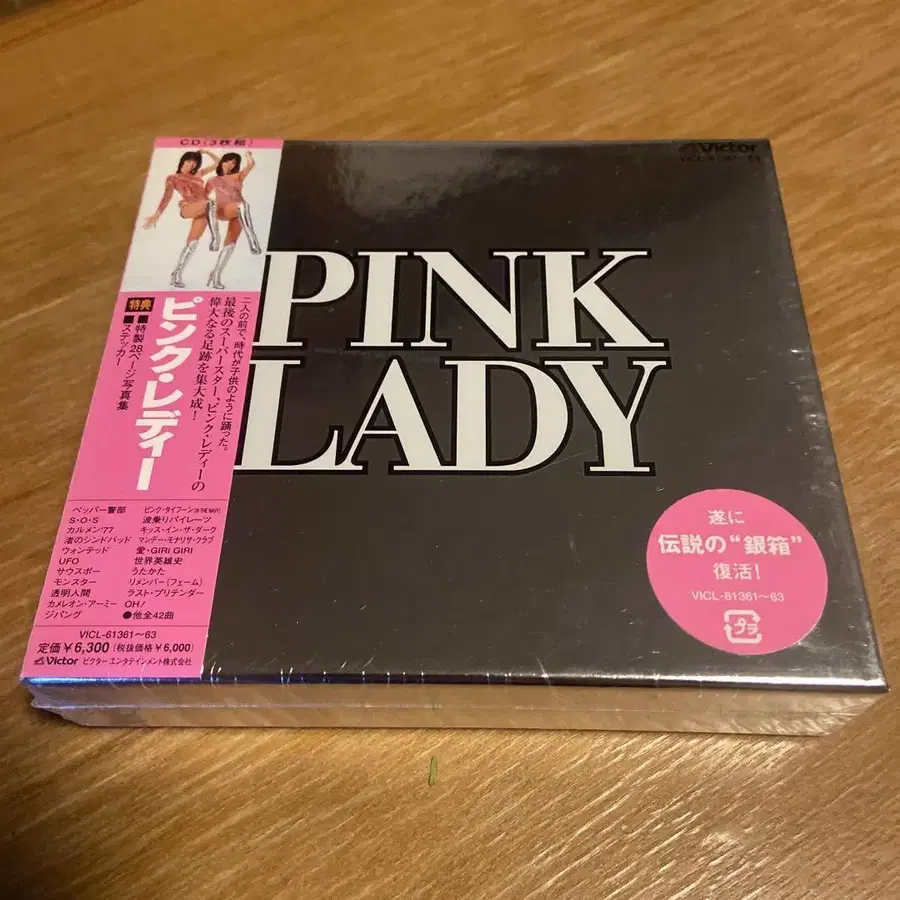 CD(3枚組)
Victor
VICL-61361~63
PINK
LADY
ピンク・レディー
特典
■特製28ページ写真集
■ステッカー
二人の前で、時代が子供のように踊った。
最後のスーパースター、ピンク・レディーの
偉大なる足跡を集大成!
ペッパー警部
S・O・S
カルメン'77
渚のシンドバッド
ウォンテッド
UFO
サウスポー
モンスター
透明人間
カメレオン・アーミー
ジパング
ピンク・タイフーン(IN THE NAVY)
波乗りパイレーツ
キッス・イン・ザ・ダーク
マンデー・モナリザ・クラブ
愛・GIRI GIRI
世界英雄史
うたかた
リメンバー(フェーム)
ラスト・プリテンダー
OH!
●他全42曲
VICL-61361~63
定価¥6,300(税抜価格¥6,000)
Victor ビクターエンタテインメント株式会社
遂に
伝説の“銀箱”
復活!
VICL-61361~63
プラ